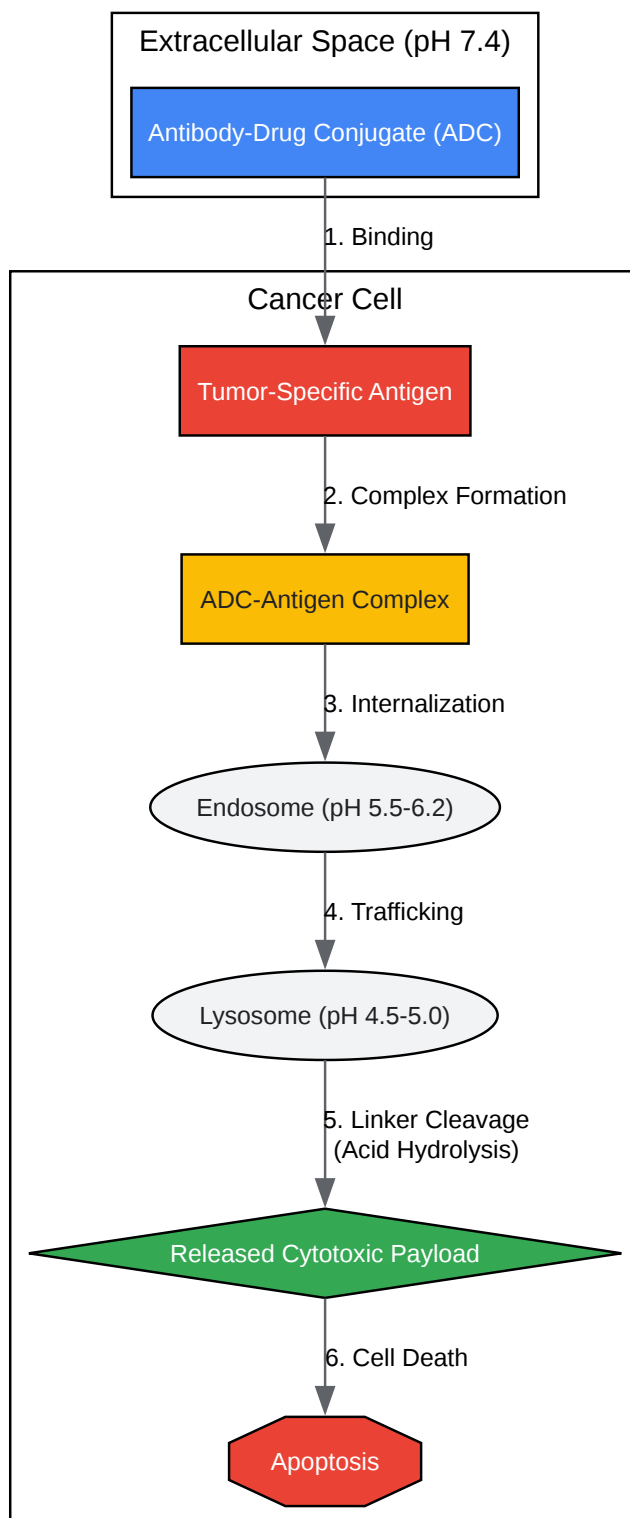 Extracellular Space (pH 7.4)
Antibody-Drug Conjugate (ADC)
1. Binding
Cancer Cell
Tumor-Specific Antigen
2. Complex Formation
ADC-Antigen Complex
3. Internalization
Endosome (pH 5.5-6.2)
4. Trafficking
Lysosome (pH 4.5-5.0)
5. Linker Cleavage
(Acid Hydrolysis)
Released Cytotoxic Payload
6. Cell Death
Apoptosis